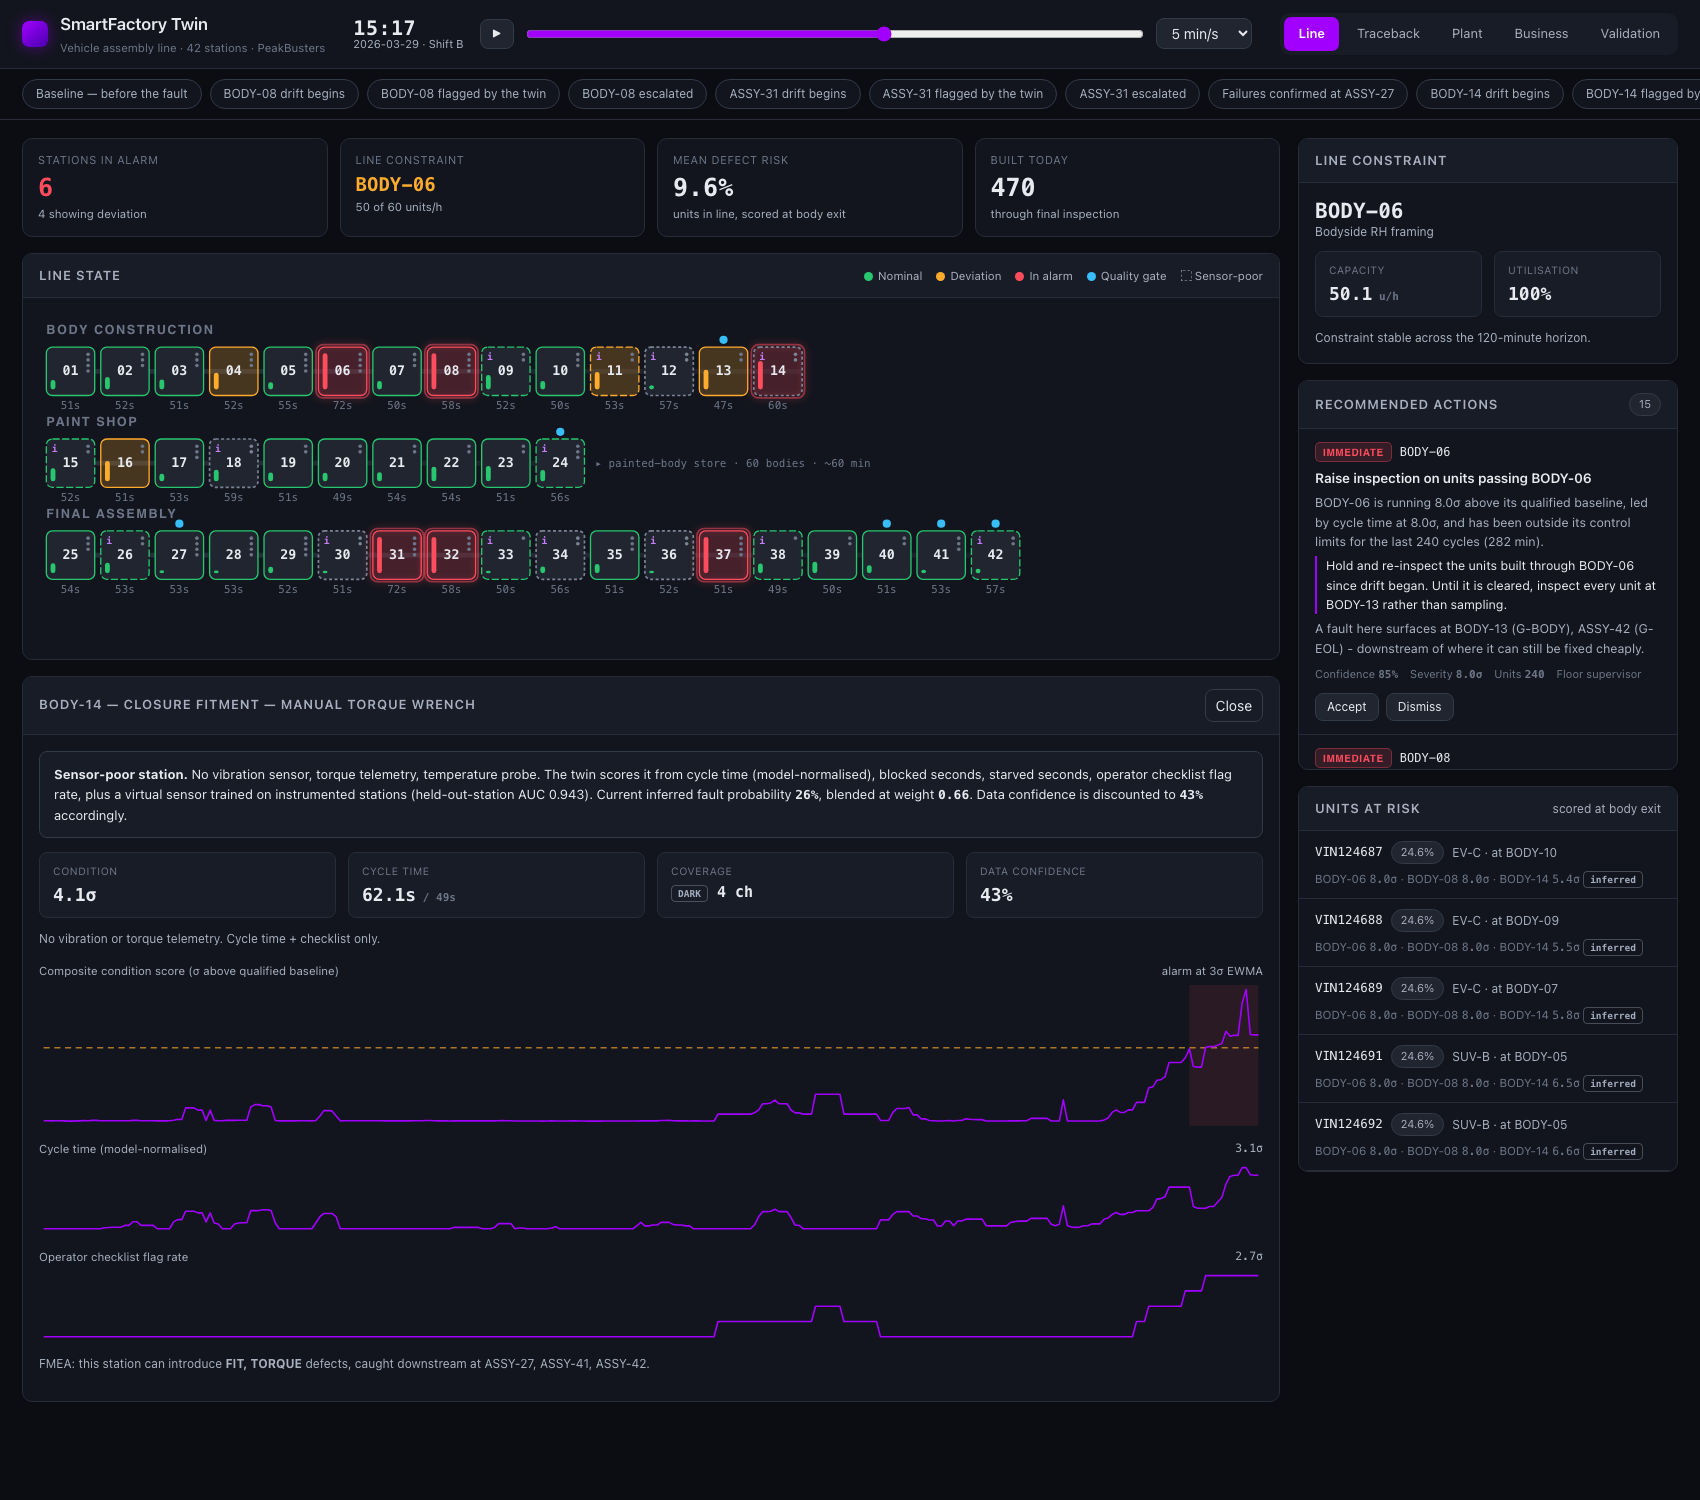 SmartFactory Twin
Vehicle assembly line · 42 stations · PeakBusters
15:17
2026-03-29 · Shift B
5 min/s
Line
Plant
Traceback
Business
Validation
Baseline — before the fault
BODY-08 drift begins
BODY-08 flagged by the twin
BODY-08 escalated
ASSY-31 drift begins
ASSY-31 flagged by the twin
ASSY-31 escalated
Failures confirmed at ASSY-27
BODY-14 drift begins
BODY-14 flagged by
STATIONS IN ALARM
6
4 showing deviation
LINE CONSTRAINT
BODY-06
50 of 60 units/h
MEAN DEFECT RISK
9.6%
units in line, scored at body exit
BUILT TODAY
470
through final inspection
LINE STATE
Nominal
Deviation
In alarm
Quality gate
Sensor-poor
BODY CONSTRUCTION
01 02 03 04 05 06 07 08 i 09 10 i 11 i 12 13 i 14
51s 52s 51s 52s 55s 72s 50s 58s 52s 50s 53s 57s 47s 60s
PAINT SHOP
i 15 16 17 i 18 19 20 21 22 23 i 24
▸ painted-body store · 60 bodies · ~60 min
52s 51s 53s 59s 51s 49s 54s 54s 51s 56s
FINAL ASSEMBLY
25 i 26 27 28 29 i 30 31 32 i 33 i 34 35 i 36 37 i 38 39 40 41 i 42
54s 53s 53s 53s 52s 51s 72s 58s 50s 56s 51s 52s 51s 49s 50s 51s 53s 57s
BODY-14 — CLOSURE FITMENT — MANUAL TORQUE WRENCH
Close
Sensor-poor station. No vibration sensor, torque telemetry, temperature probe. The twin scores it from cycle time (model-normalised), blocked seconds, starved seconds, operator checklist flag
rate, plus a virtual sensor trained on instrumented stations (held-out-station AUC 0.943). Current inferred fault probability 26%, blended at weight 0.66. Data confidence is discounted to 43%
accordingly.
CONDITION
4.1σ
CYCLE TIME
62.1s / 49s
COVERAGE
DARK 4 ch
DATA CONFIDENCE
43%
No vibration or torque telemetry. Cycle time + checklist only.
Composite condition score (σ above qualified baseline)
alarm at 3σ EWMA
Cycle time (model-normalised)
3.1σ
Operator checklist flag rate
2.7σ
FMEA: this station can introduce FIT, TORQUE defects, caught downstream at ASSY-27, ASSY-41, ASSY-42.
LINE CONSTRAINT
BODY-06
Bodyside RH framing
CAPACITY
50.1 u/h
UTILISATION
100%
Constraint stable across the 120-minute horizon.
RECOMMENDED ACTIONS
15
IMMEDIATE BODY-06
Raise inspection on units passing BODY-06
BODY-06 is running 8.0σ above its qualified baseline, led
by cycle time at 8.0σ, and has been outside its control
limits for the last 240 cycles (282 min).
Hold and re-inspect the units built through BODY-06
since drift began. Until it is cleared, inspect every unit at
BODY-13 rather than sampling.
A fault here surfaces at BODY-13 (G-BODY), ASSY-42 (G-
EOL) - downstream of where it can still be fixed cheaply.
Confidence 85% Severity 8.0σ Units 240 Floor supervisor
Accept
Dismiss
IMMEDIATE BODY-08
UNITS AT RISK
scored at body exit
VIN124687 24.6% EV-C · at BODY-10
BODY-06 8.0σ · BODY-08 8.0σ · BODY-14 5.4σ inferred
VIN124688 24.6% EV-C · at BODY-09
BODY-06 8.0σ · BODY-08 8.0σ · BODY-14 5.5σ inferred
VIN124689 24.6% EV-C · at BODY-07
BODY-06 8.0σ · BODY-08 8.0σ · BODY-14 5.8σ inferred
VIN124691 24.6% SUV-B · at BODY-05
BODY-06 8.0σ · BODY-08 8.0σ · BODY-14 6.5σ inferred
VIN124692 24.6% SUV-B · at BODY-05
BODY-06 8.0σ · BODY-08 8.0σ · BODY-14 6.6σ inferred